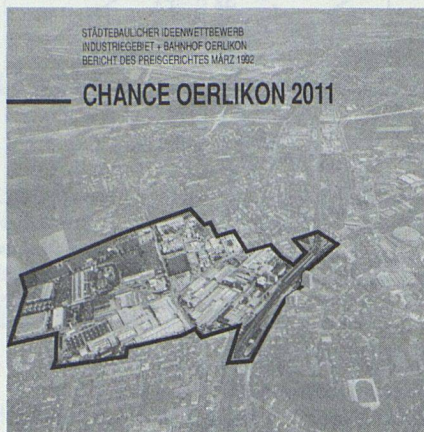 STÄDTEBAULICHER IDEENWETTBEWERB
INDUSTRIEGEBIET + BAHNHOF OERLIKON
BERICHT DES PREISGERICHTES MÄRZ 1992
CHANCE OERLIKON 2011